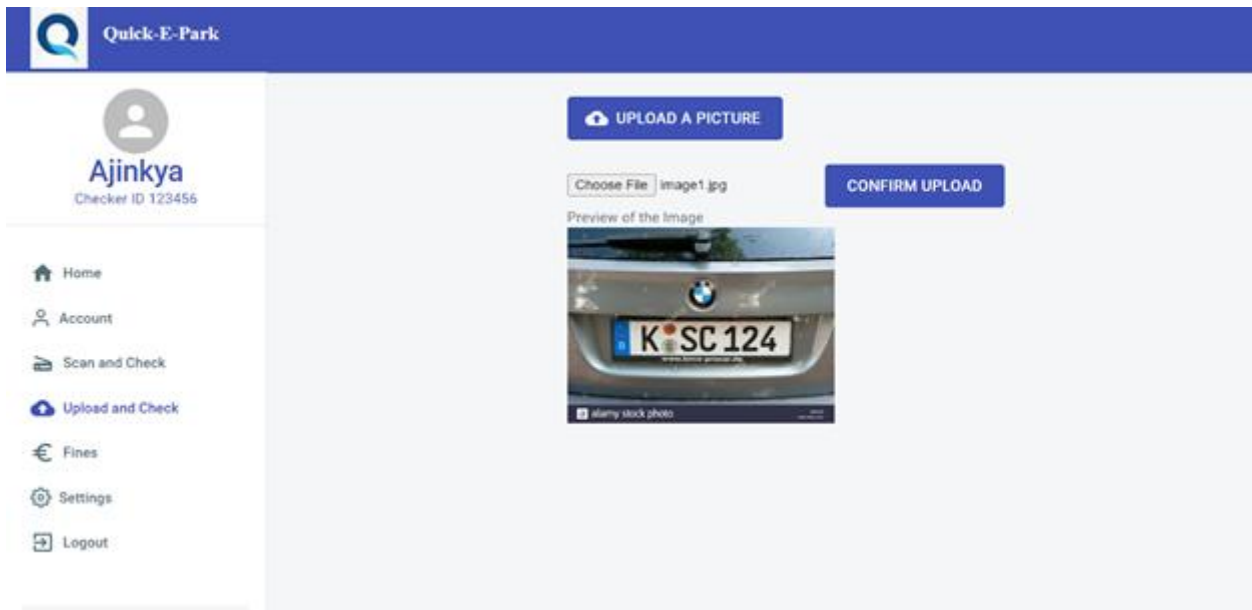 Quick-E-Park
Ajinkya
Checker ID 123456
Home
Account
Scan and Check
Upload and Check
Fines
Settings
Logout
UPLOAD A PICTURE
Choose File image1.jpg
CONFIRM UPLOAD
Preview of the Image
K SC 124
alamy stock photo